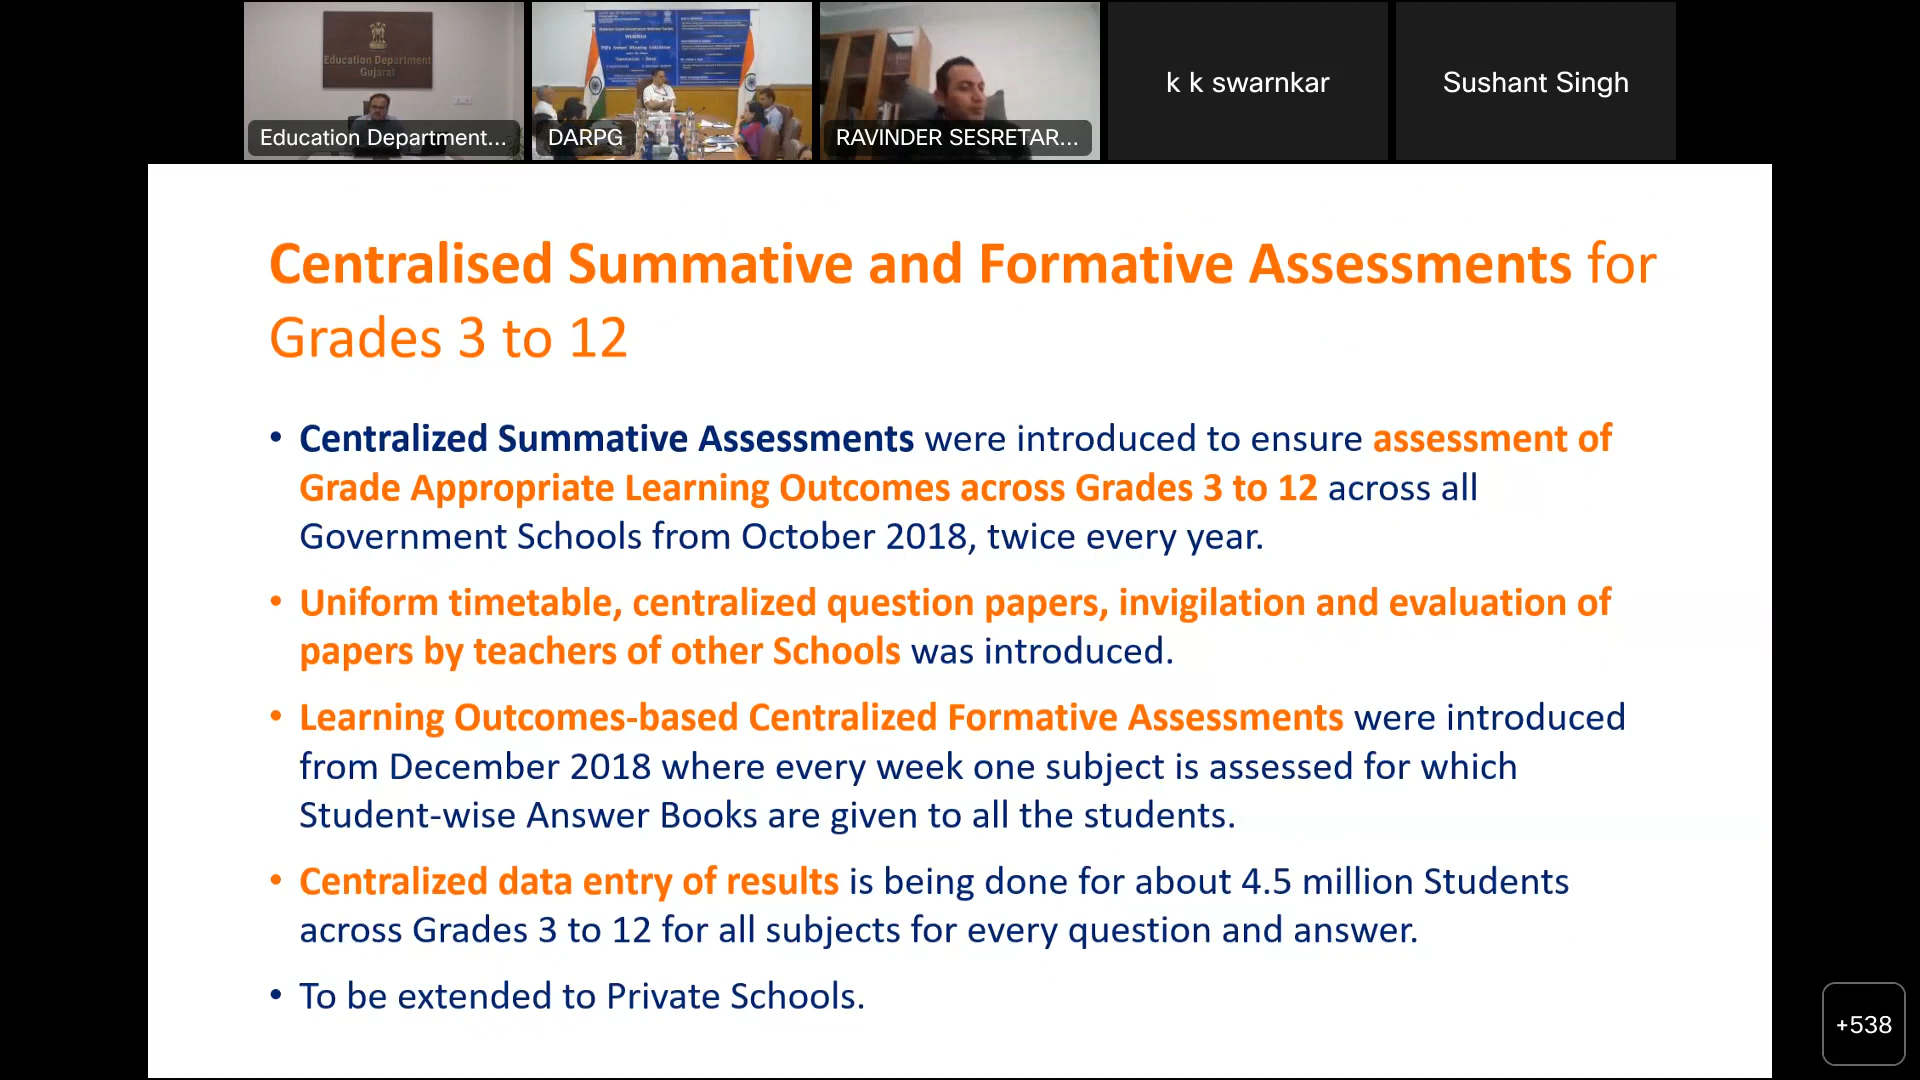 Education Department
Gujarat
WEBINAR
Education Department...
DARPG
RAVINDER SESRETAR...
k k swarnkar
Sushant Singh
Centralised Summative and Formative Assessments for
Grades 3 to 12
• Centralized Summative Assessments were introduced to ensure assessment of
Grade Appropriate Learning Outcomes across Grades 3 to 12 across all
Government Schools from October 2018, twice every year.
• Uniform timetable, centralized question papers, invigilation and evaluation of
papers by teachers of other Schools was introduced.
• Learning Outcomes-based Centralized Formative Assessments were introduced
from December 2018 where every week one subject is assessed for which
Student-wise Answer Books are given to all the students.
• Centralized data entry of results is being done for about 4.5 million Students
across Grades 3 to 12 for all subjects for every question and answer.
• To be extended to Private Schools.
+538